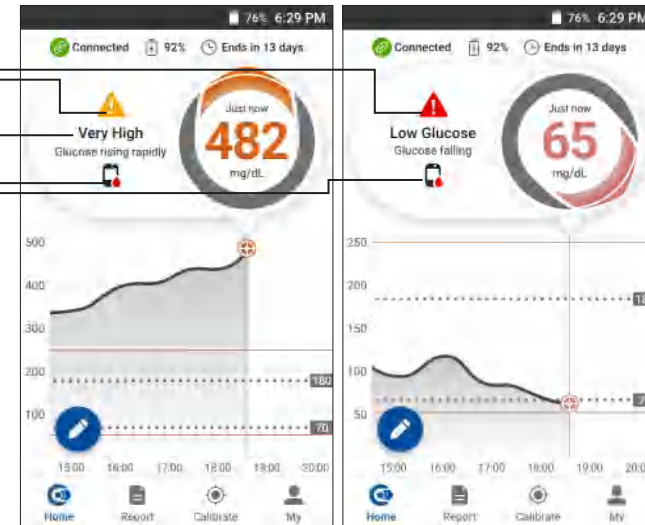 76% 6:29 PM
Connected 92% Ends in 13 days
Just now
Very High
482
Glucose rising rapidly
mg/dL
500
400
300
200
180
100
70
15:00 16:00 17:00 18:00 19:00 20:00
Home Report Calibrate My
76% 6:29 PM
Connected 92% Ends in 13 days
Just now
Low Glucose
65
Glucose falling
mg/dL
250
200
150
100
50
15:00 16:00 17:00 18:00 19:00
Home Report Calibrate My